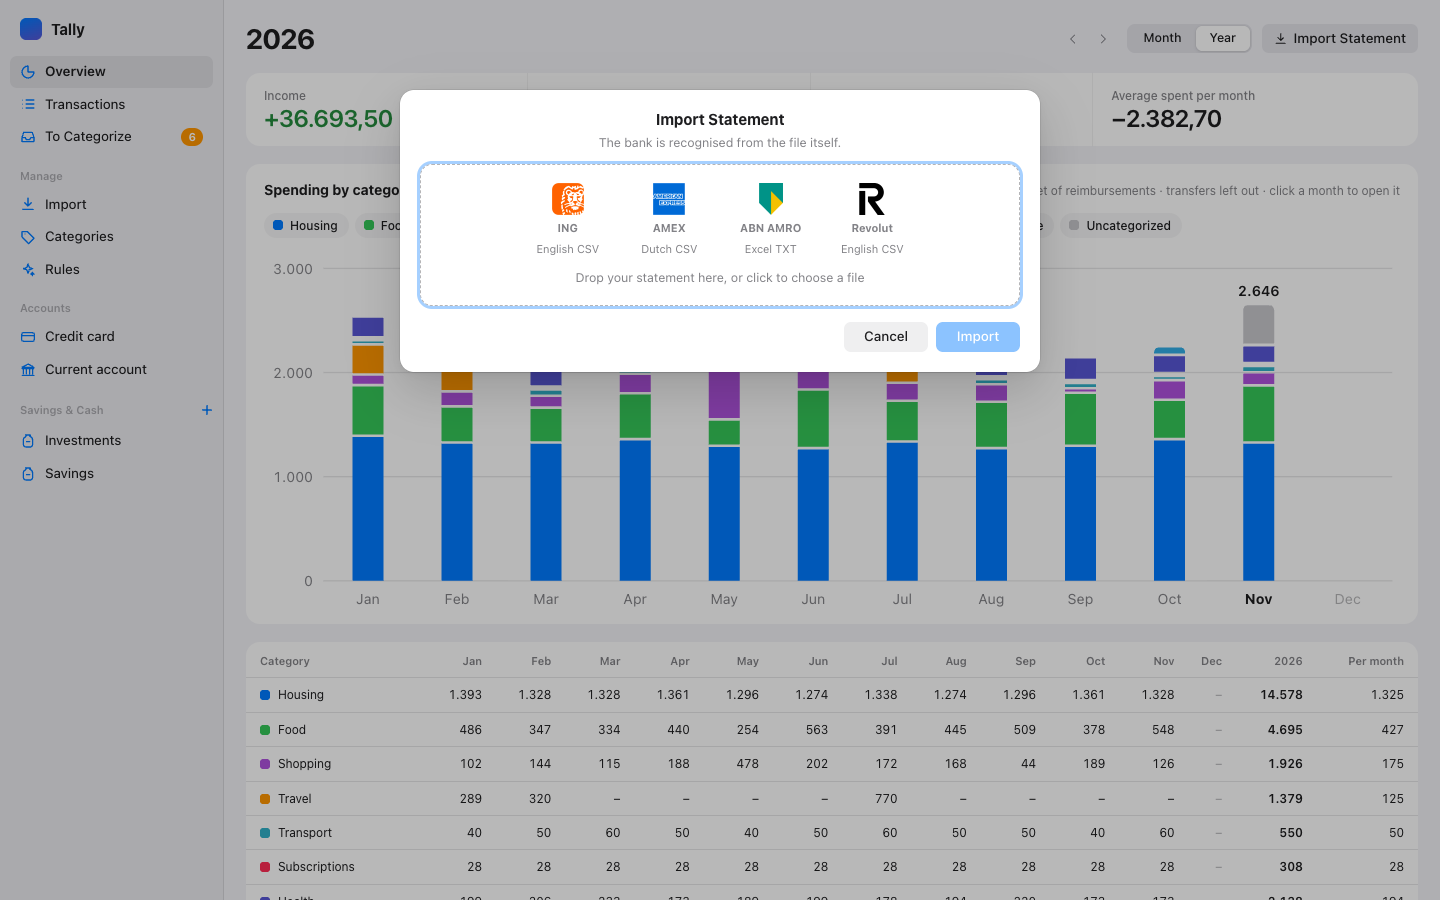 Tally
Overview
Transactions
To Categorize 6
Manage
Import
Categories
Rules
Accounts
Credit card
Current account
Savings & Cash +
Investments
Savings
2026
Month Year Import Statement
Income
+36.693,50
Average spent per month
−2.382,70
Import Statement
The bank is recognised from the file itself.
ING AMEX ABN AMRO Revolut
AMERICAN EXPRESS
English CSV Dutch CSV Excel TXT English CSV
Drop your statement here, or click to choose a file
Cancel Import
Spending by catego
et of reimbursements · transfers left out · click a month to open it
Housing Foo e Uncategorized
3.000
2.646
2.000
1.000
0
Jan Feb Mar Apr May Jun Jul Aug Sep Oct Nov Dec
Category Jan Feb Mar Apr May Jun Jul Aug Sep Oct Nov Dec 2026 Per month
Housing 1.393 1.328 1.328 1.361 1.296 1.274 1.338 1.274 1.296 1.361 1.328 – 14.578 1.325
Food 486 347 334 440 254 563 391 445 509 378 548 – 4.695 427
Shopping 102 144 115 188 478 202 172 168 44 189 126 – 1.926 175
Travel 289 320 – – – – 770 – – – – – 1.379 125
Transport 40 50 60 50 40 50 60 50 50 40 60 – 550 50
Subscriptions 28 28 28 28 28 28 28 28 28 28 28 – 308 28